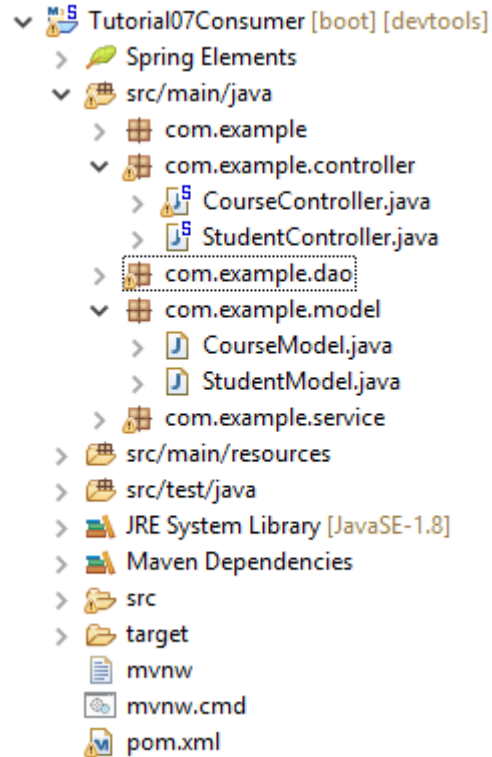 Tutorial07Consumer [boot] [devtools]
Spring Elements
src/main/java
com.example
com.example.controller
CourseController.java
StudentController.java
com.example.dao
com.example.model
CourseModel.java
StudentModel.java
com.example.service
src/main/resources
src/test/java
JRE System Library [JavaSE-1.8]
Maven Dependencies
src
target
mvnw
mvnw.cmd
pom.xml